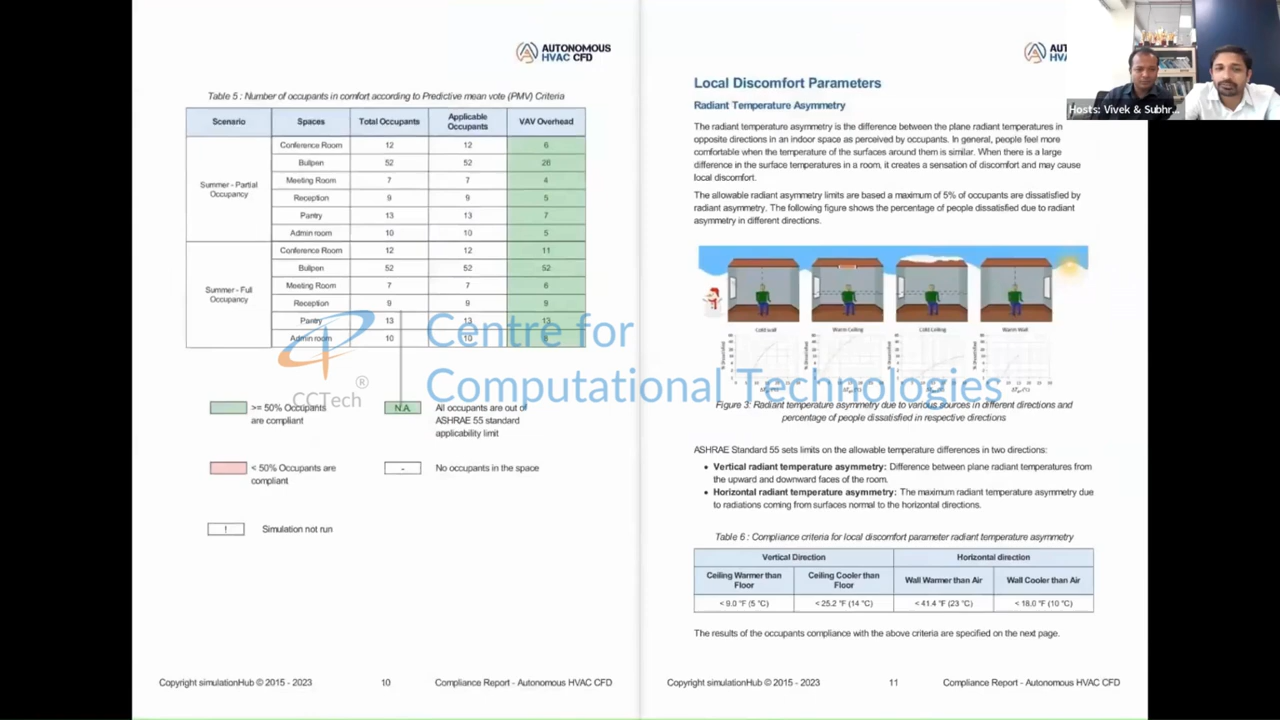 AUTONOMOUS
HVAC CFD
Table 5 : Number of occupants in comfort according to Predictive mean vote (PMV) Criteria
Scenario Spaces Total Occupants Applicable Occupants VAV Overhead
Summer - Partial Occupancy
Conference Room 12 12 6
Bullpen 52 52 26
Meeting Room 7 7 4
Reception 9 9 5
Pantry 13 13 7
Admin room 10 10 5
Summer - Full Occupancy
Conference Room 12 12 11
Bullpen 52 52 52
Meeting Room 7 7 6
Reception 9 9 9
Pantry 13 13 13
Admin room 10 10
>= 50% Occupants
are compliant
N.A.
All occupants are out of
ASHRAE 55 standard
applicability limit
< 50% Occupants are
compliant
-
No occupants in the space
!
Simulation not run
Copyright simulationHub © 2015 - 2023
10
Compliance Report - Autonomous HVAC CFD
CCTech ®
Centre for
Computational Technologies
Hosts: Vivek & Subhr...
Local Discomfort Parameters
Radiant Temperature Asymmetry
The radiant temperature asymmetry is the difference between the plane radiant temperatures in
opposite directions in an indoor space as perceived by occupants. In general, people feel more
comfortable when the temperature of the surfaces around them is similar. When there is a large
difference in the surface temperatures in a room, it creates a sensation of discomfort and may cause
local discomfort.
The allowable radiant asymmetry limits are based a maximum of 5% of occupants are dissatisfied by
radiant asymmetry. The following figure shows the percentage of people dissatisfied due to radiant
asymmetry in different directions.
Cold wall Warm Ceiling Cold Ceiling Warm Wall
Figure 3: Radiant temperature asymmetry due to various sources in different directions and
percentage of people dissatisfied in respective directions
ASHRAE Standard 55 sets limits on the allowable temperature differences in two directions:
• Vertical radiant temperature asymmetry: Difference between plane radiant temperatures from
the upward and downward faces of the room.
• Horizontal radiant temperature asymmetry: The maximum radiant temperature asymmetry due
to radiations coming from surfaces normal to the horizontal directions.
Table 6 : Compliance criteria for local discomfort parameter radiant temperature asymmetry
Vertical Direction Horizontal direction
Ceiling Warmer than Floor Ceiling Cooler than Floor Wall Warmer than Air Wall Cooler than Air
< 9.0 °F (5 °C) < 25.2 °F (14 °C) < 41.4 °F (23 °C) < 18.0 °F (10 °C)
The results of the occupants compliance with the above criteria are specified on the next page.
Copyright simulationHub © 2015 - 2023
11
Compliance Report - Autonomous HVAC CFD